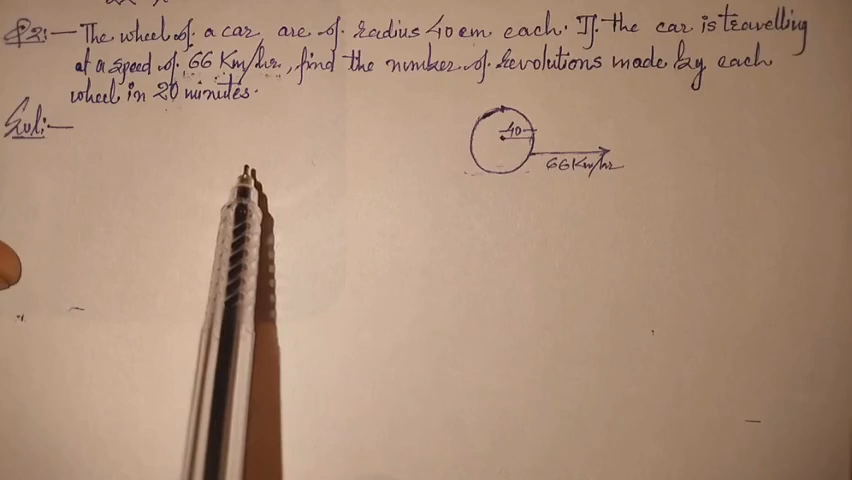 Q2:- The wheel of a car, are of radius 40 cm each. If the car is travelling
at a speed of 66 Km/hr, find the number of revolutions made by each
wheel in 20 minutes.
Sol:-
40
66 Km/hr